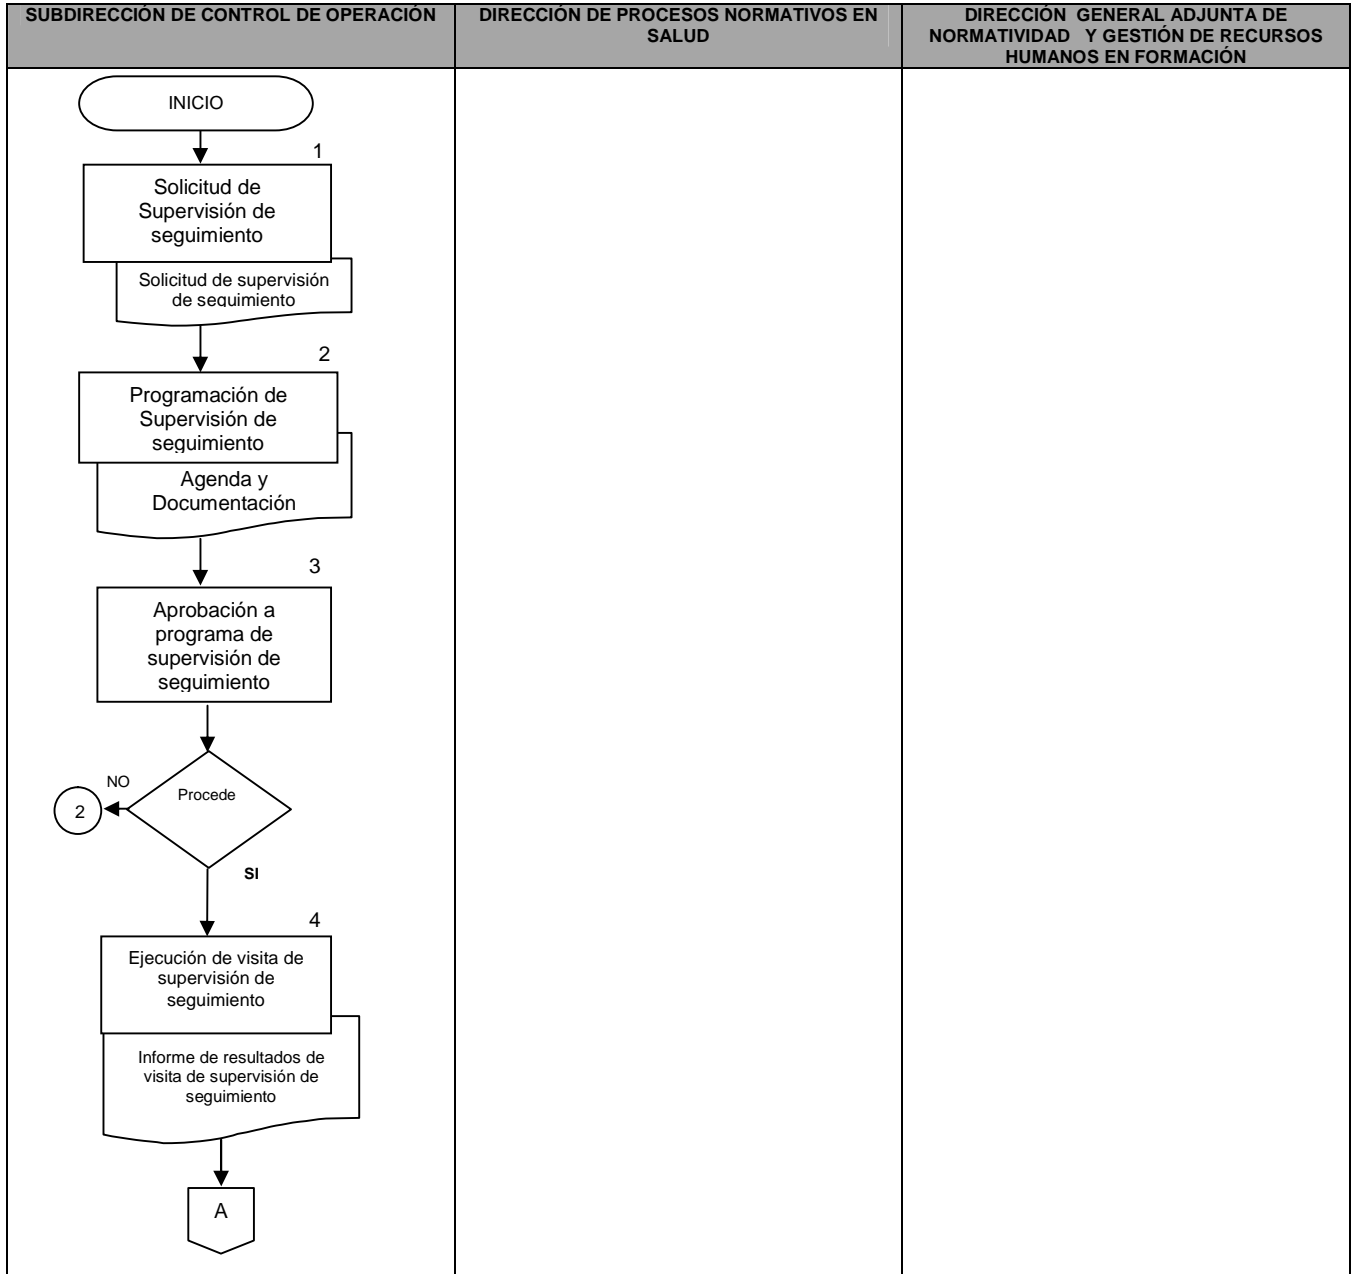 SUBDIRECCIÓN DE CONTROL DE OPERACIÓN
DIRECCIÓN DE PROCESOS NORMATIVOS EN
SALUD
DIRECCIÓN GENERAL ADJUNTA DE
NORMATIVIDAD Y GESTIÓN DE RECURSOS
HUMANOS EN FORMACIÓN
INICIO
1
Solicitud de
Supervisión de
seguimiento
Solicitud de supervisión
de seguimiento
2
Programación de
Supervisión de
seguimiento
Agenda y
Documentación
3
Aprobación a
programa de
supervisión de
seguimiento
Procede
NO
2
SI
4
Ejecución de visita de
supervisión de
seguimiento
Informe de resultados de
visita de supervisión de
seguimiento
A